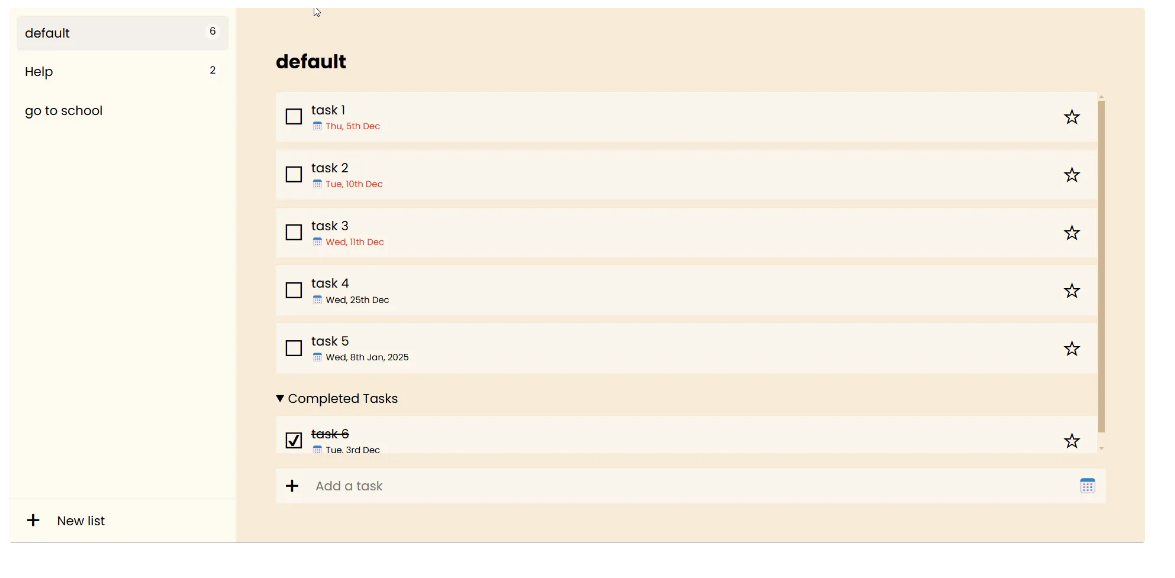 default
6
Help
2
go to school
New list
default
task 1
Thu, 5th Dec
task 2
Tue, 10th Dec
task 3
Wed, 11th Dec
task 4
Wed, 25th Dec
task 5
Wed, 8th Jan, 2025
Completed Tasks
task 6
Tue, 3rd Dec
Add a task